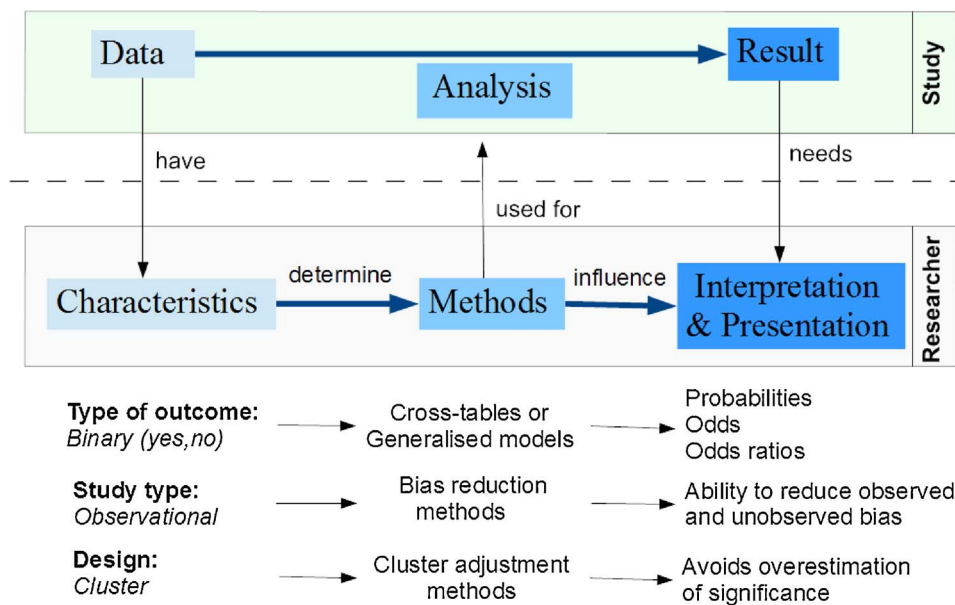 Data
Result
Analysis
Study
have
needs
used for
Characteristics
determine
Methods
influence
Interpretation
& Presentation
Researcher
Type of outcome:
Binary (yes,no)
Cross-tables or
Generalised models
Probabilities
Odds
Odds ratios
Study type:
Observational
Bias reduction
methods
Ability to reduce observed
and unobserved bias
Design:
Cluster
Cluster adjustment
methods
Avoids overestimation
of significance